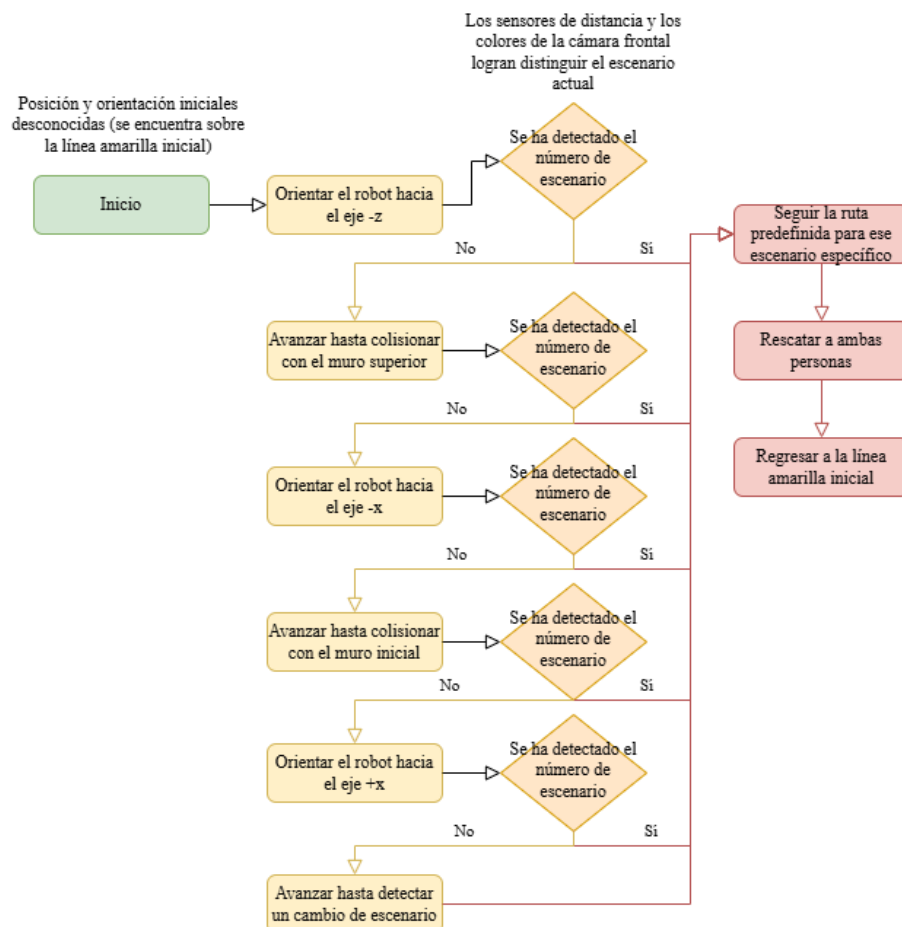 Los sensores de distancia y los
colores de la cámara frontal
logran distinguir el escenario
actual
Posición y orientación iniciales
desconocidas (se encuentra sobre
la línea amarilla inicial)
Inicio
Orientar el robot hacia
el eje -z
Se ha detectado el
número de
escenario
No
Sí
Seguir la ruta
predefinida para ese
escenario específico
Avanzar hasta colisionar
con el muro superior
Se ha detectado el
número de
escenario
Rescatar a ambas
personas
No
Sí
Regresar a la línea
amarilla inicial
Orientar el robot hacia
el eje -x
Se ha detectado el
número de
escenario
No
Sí
Avanzar hasta colisionar
con el muro inicial
Se ha detectado el
número de
escenario
No
Sí
Orientar el robot hacia
el eje +x
Se ha detectado el
número de
escenario
No
Sí
Avanzar hasta detectar
un cambio de escenario